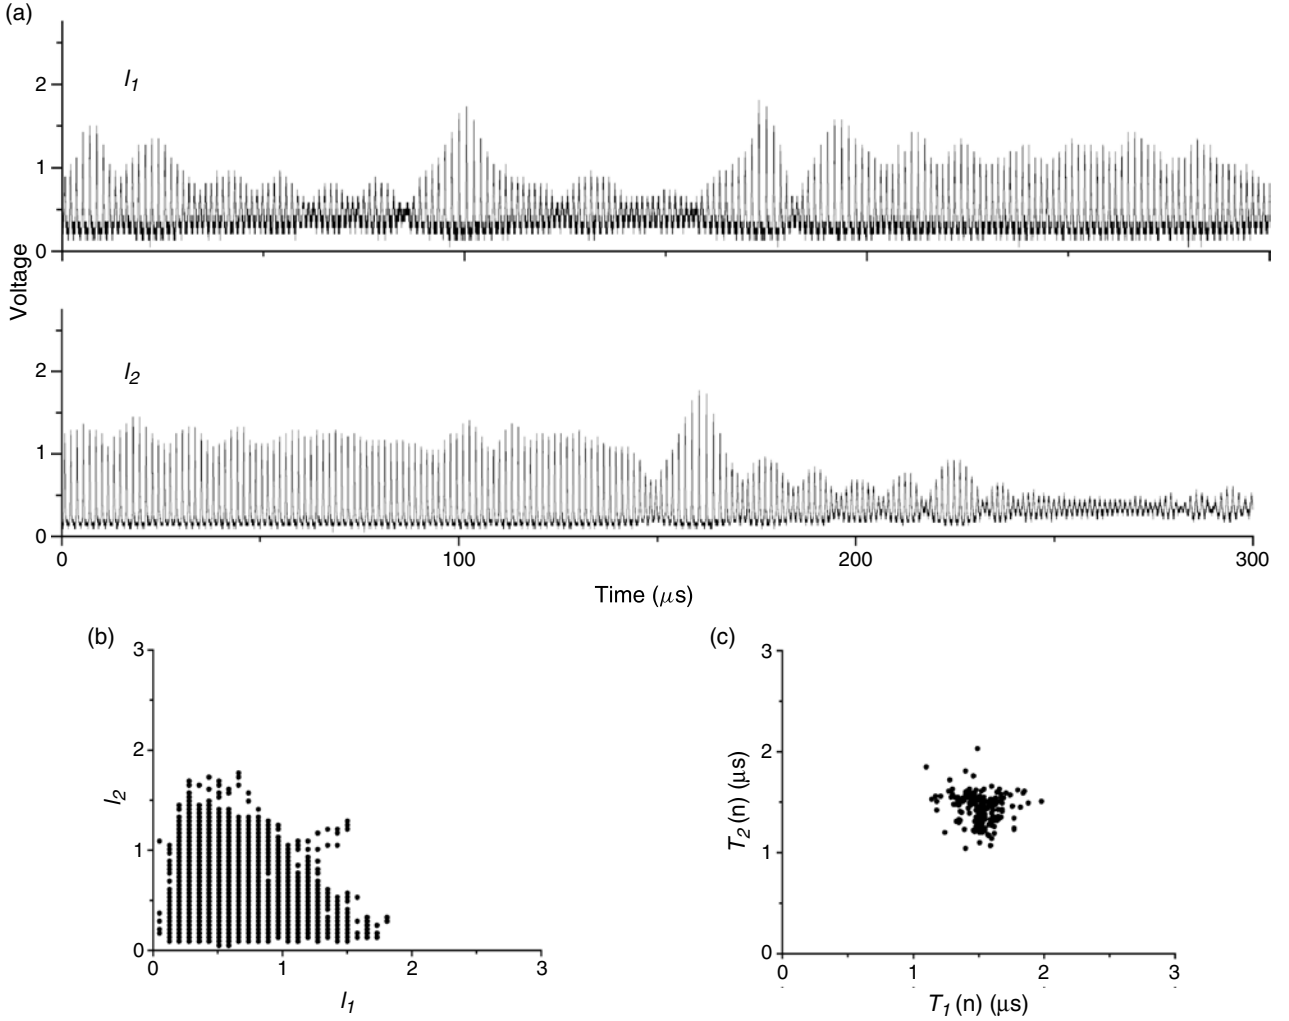 (a)
I1
2
1
0
Voltage
I2
2
1
0
0 100 200 300
Time (μs)
(b)
3
2
1
0
I2
0 1 2 3
I1
(c)
3
2
1
0
T2 (n) (μs)
0 1 2 3
T1 (n) (μs)